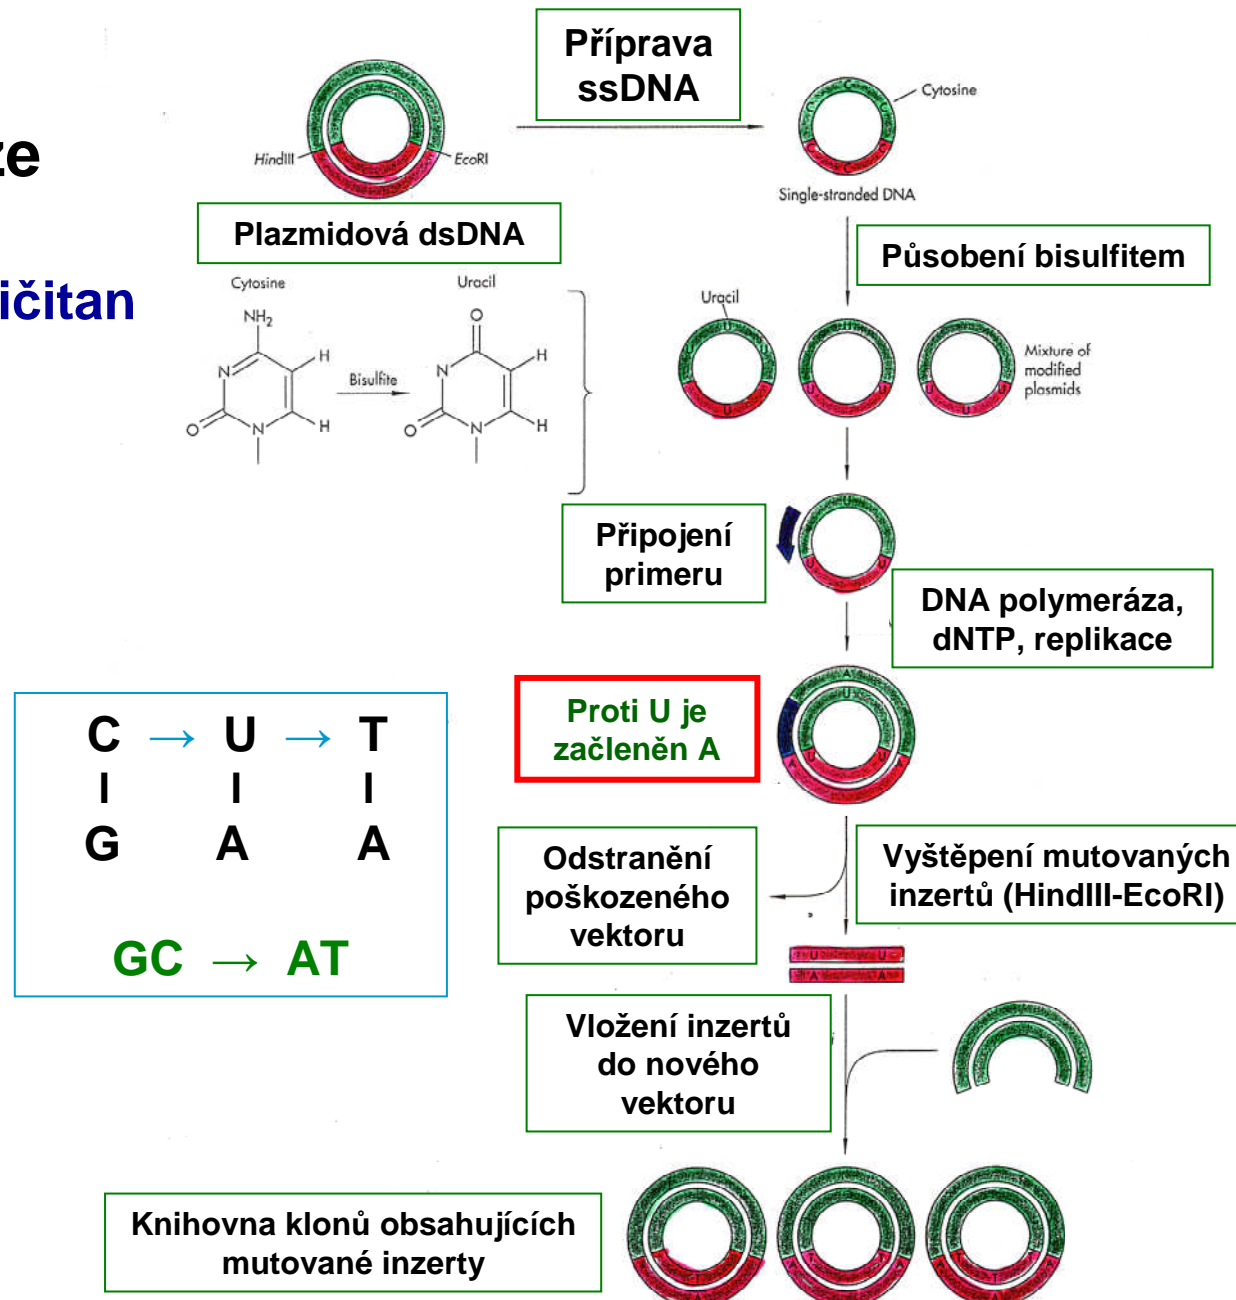 Příprava
ssDNA
ze
ičitan
Cytosine
HindIII
EcoRI
Single-stranded DNA
Plazmidová dsDNA
Působení bisulfitem
Cytosine
Uracil
NH2
N
O
N
H
H
Bisulfite
O
N
O
N
H
H
Uracil
U
U
U
U
U
U
U
U
U
U
Mixture of
modified
plasmids
Připojení
primeru
U
U
U
DNA polymeráza,
dNTP, replikace
Proti U je
začleněn A
A
U
U
U
C → U → T
I I I
G A A
GC → AT
Odstranění
poškozeného
vektoru
Vyštěpení mutovaných
inzertů (HindIII-EcoRI)
U U
A A
Vložení inzertů
do nového
vektoru
Knihovna klonů obsahujících
mutované inzerty